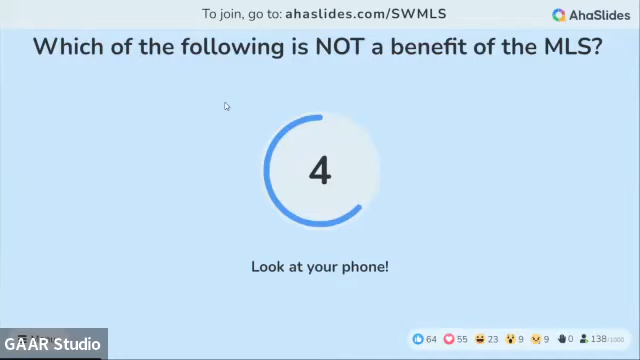 To join, go to: ahaslides.com/SWMLS
AhaSlides
Which of the following is NOT a benefit of the MLS?
4
Look at your phone!
GAAR Studio
64 55 23 9 9 0 138/1000